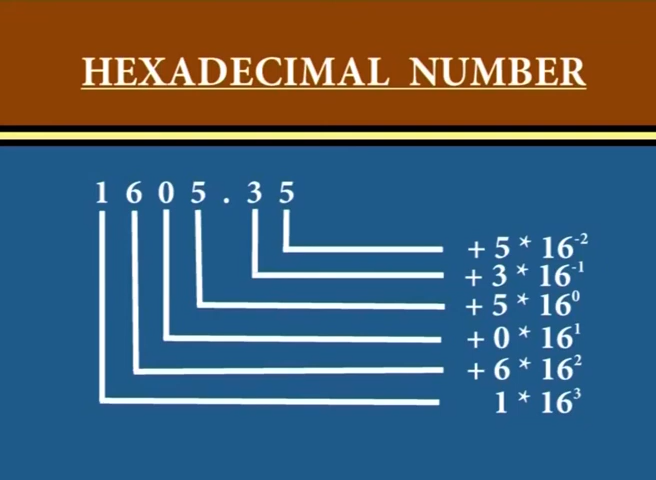 HEXADECIMAL NUMBER
1 6 0 5 . 3 5
+ 5 * 16⁻²
+ 3 * 16⁻¹
+ 5 * 16⁰
+ 0 * 16¹
+ 6 * 16²
1 * 16³